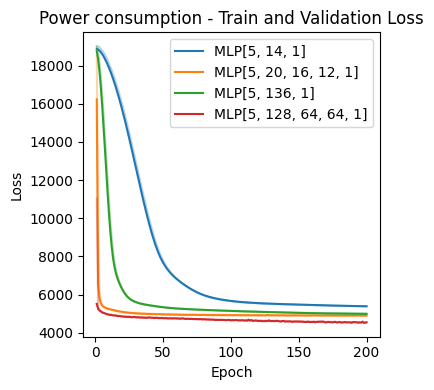 Power consumption - Train and Validation Loss
MLP[5, 14, 1]
MLP[5, 20, 16, 12, 1]
MLP[5, 136, 1]
MLP[5, 128, 64, 64, 1]
Loss
18000
16000
14000
12000
10000
8000
6000
4000
0
50
100
150
200
Epoch